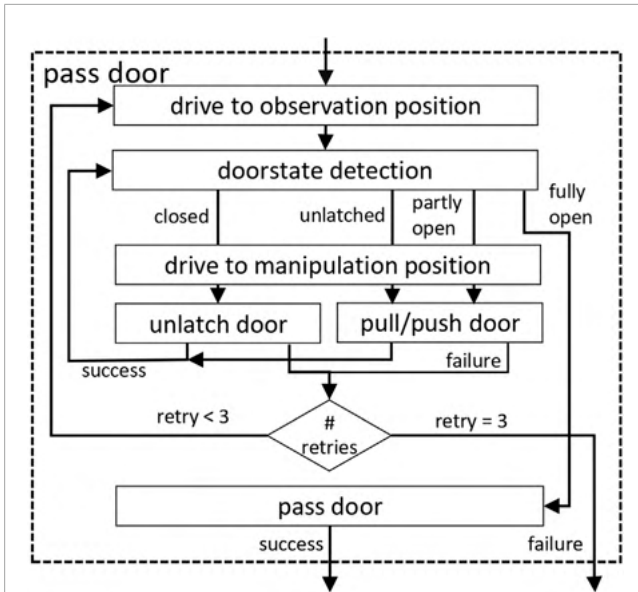 pass door
drive to observation position
doorstate detection
closed
unlatched
partly
open
fully
open
drive to manipulation position
unlatch door
pull/push door
success
failure
retry < 3
#
retries
retry = 3
pass door
success
failure